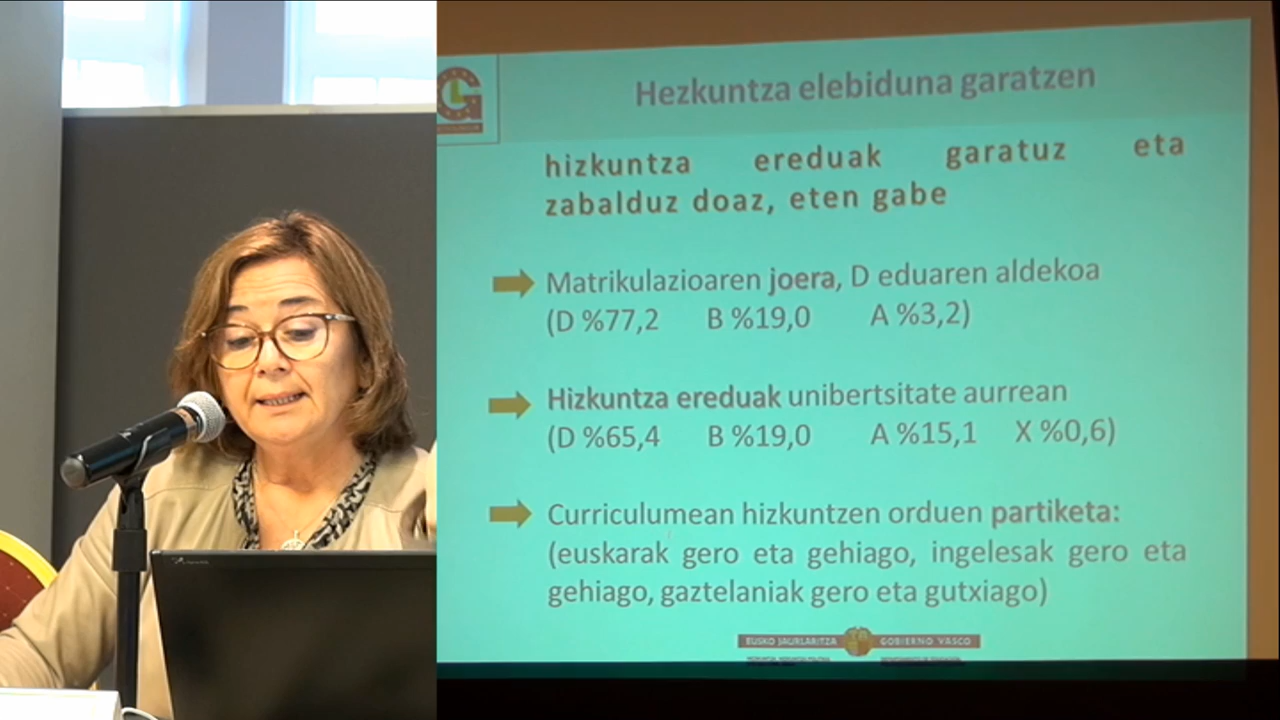 Hezkuntza elebiduna garatzen
hizkuntza ereduak garatuz eta
zabalduz doaz, eten gabe
Matrikulazioaren joera, D eduaren aldekoa
(D %77,2 B %19,0 A %3,2)
Hizkuntza ereduak unibertsitate aurrean
(D %65,4 B %19,0 A %15,1 X %0,6)
Curriculumean hizkuntzen orduen partiketa:
(euskarak gero eta gehiago, ingelesak gero eta
gehiago, gaztelaniak gero eta gutxiago)
EUSKO JAURLARITZA GOBIERNO VASCO